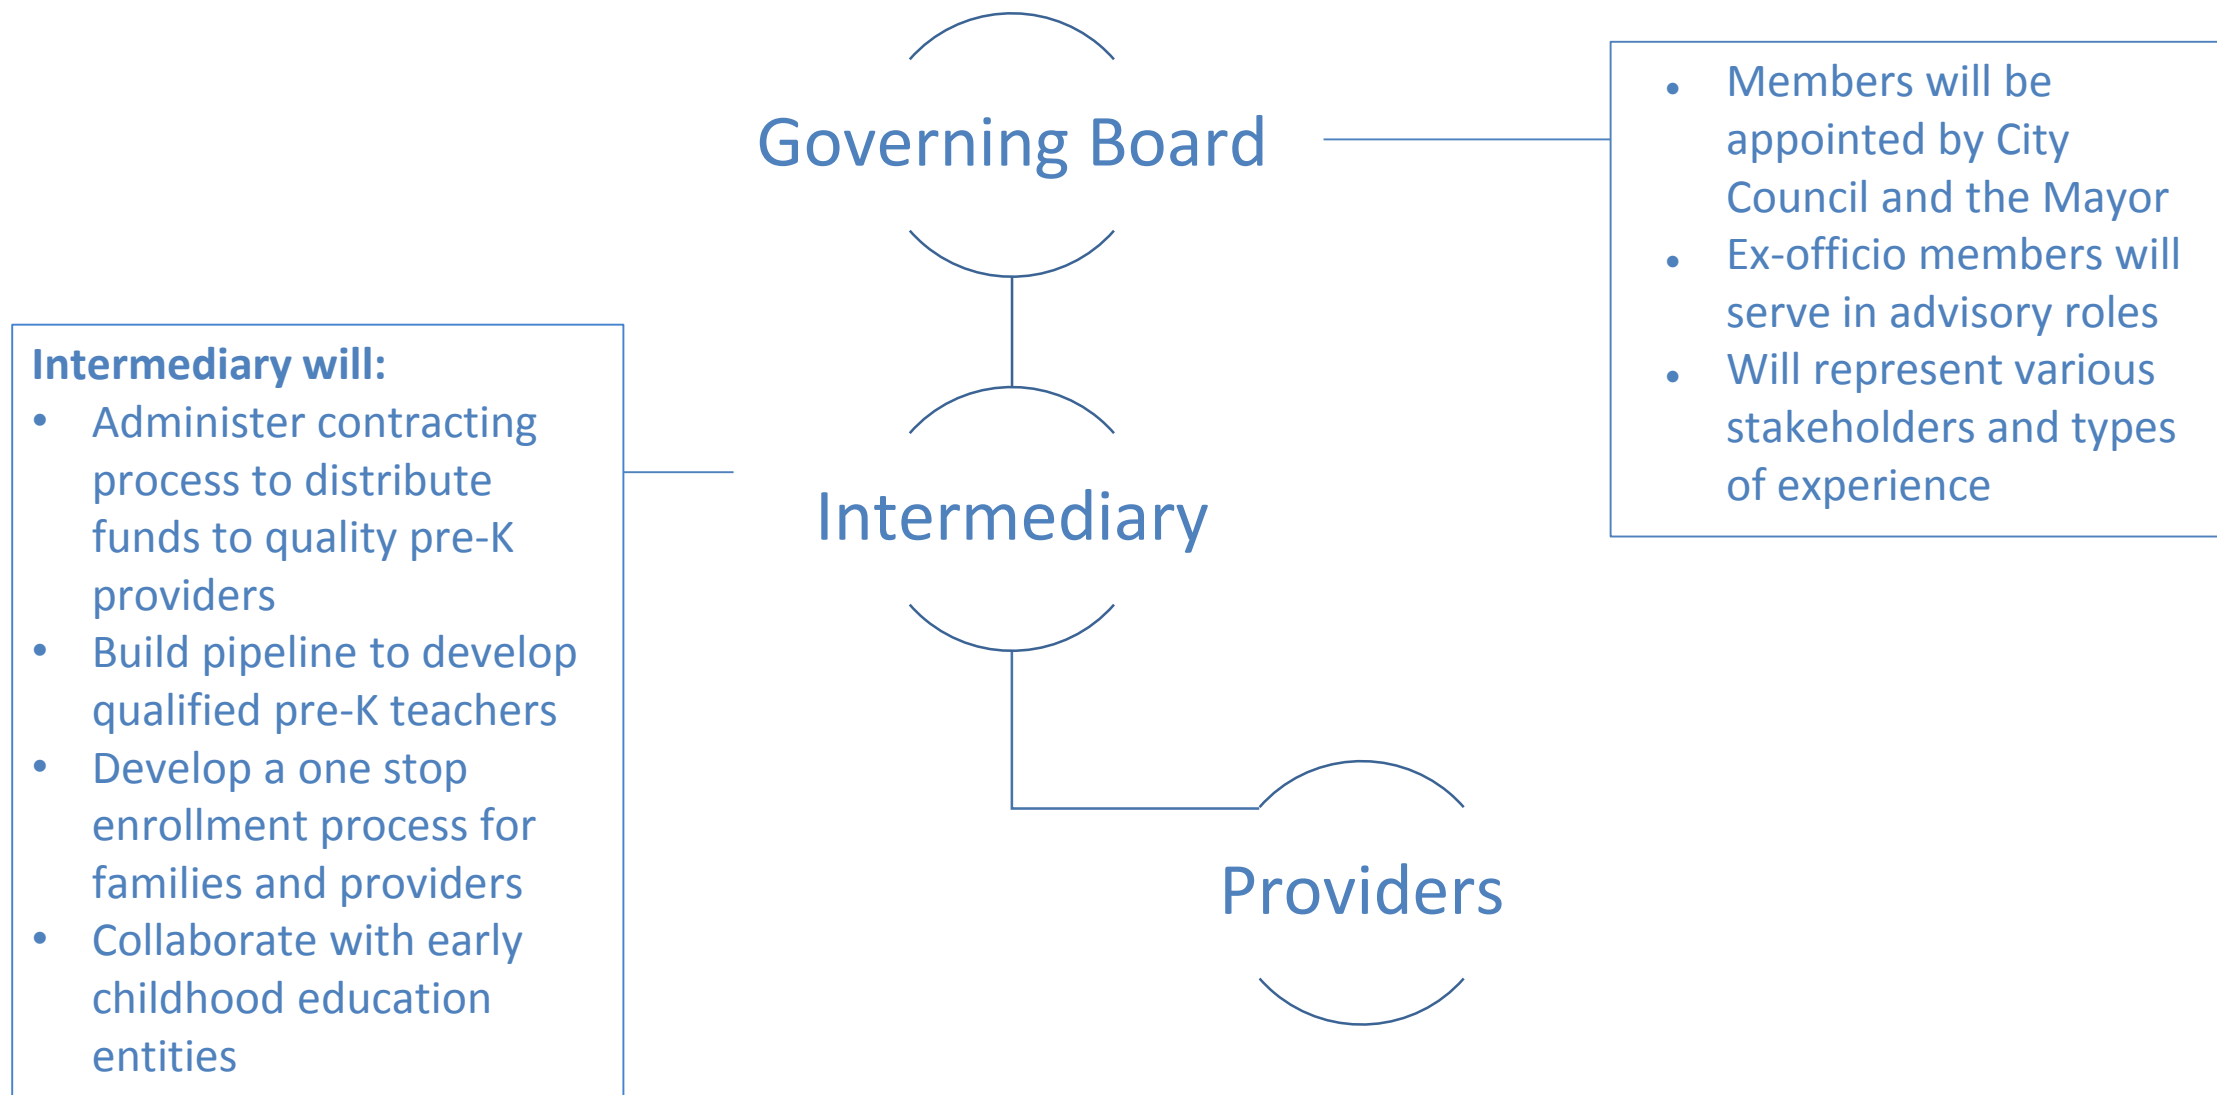 Governing Board
• Members will be
appointed by City
Council and the Mayor
• Ex-officio members will
serve in advisory roles
• Will represent various
stakeholders and types
of experience
Intermediary will:
• Administer contracting
process to distribute
funds to quality pre-K
providers
• Build pipeline to develop
qualified pre-K teachers
• Develop a one stop
enrollment process for
families and providers
• Collaborate with early
childhood education
entities
Intermediary
Providers